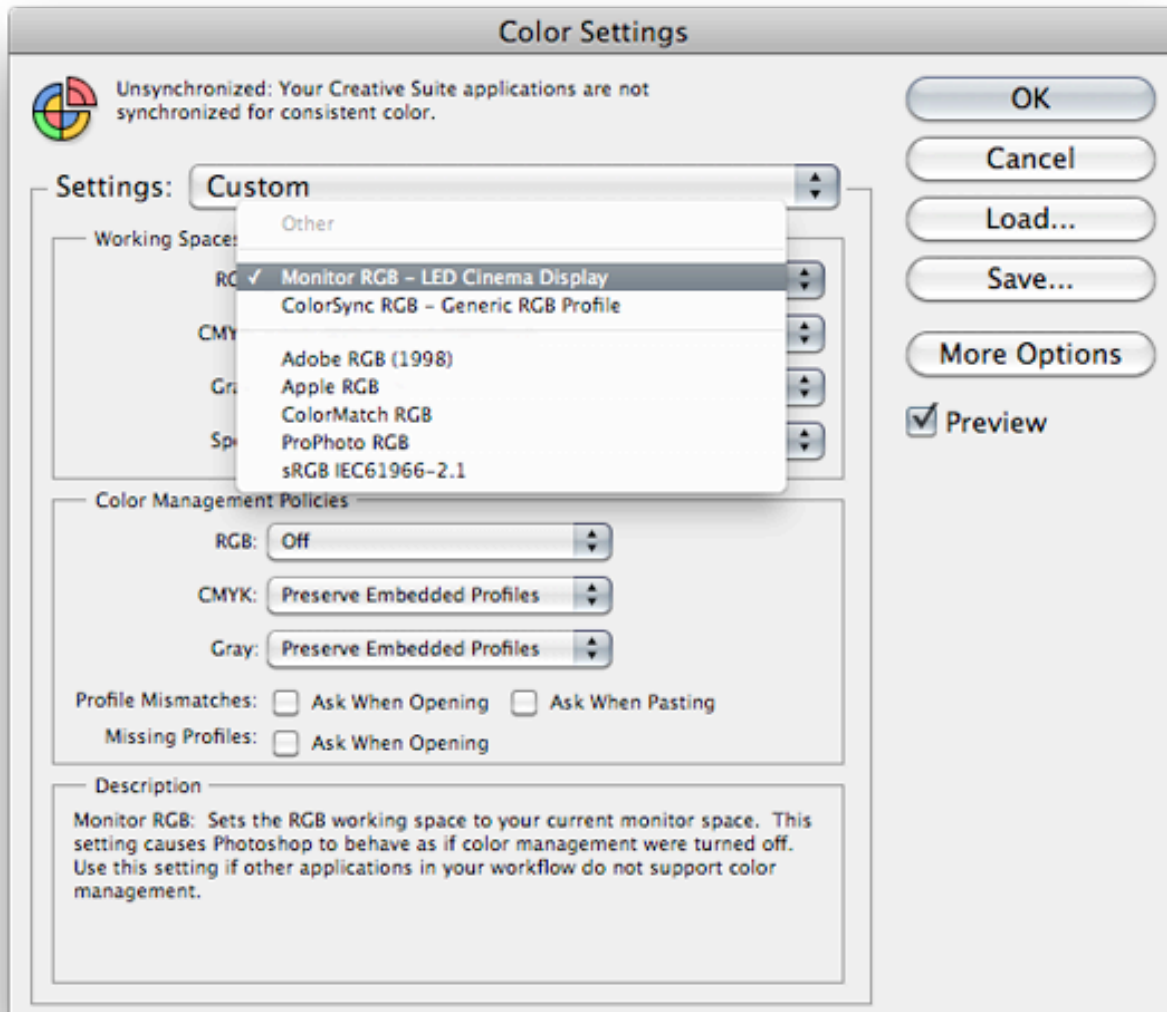 Color Settings
Unsynchronized: Your Creative Suite applications are not
synchronized for consistent color.
OK
Cancel
Load...
Save...
More Options
Preview
Settings: Custom
Other
Working Spaces
RG ✓ Monitor RGB – LED Cinema Display
ColorSync RGB – Generic RGB Profile
CMY
Adobe RGB (1998)
Gra Apple RGB
ColorMatch RGB
Spo ProPhoto RGB
sRGB IEC61966-2.1
Color Management Policies
RGB: Off
CMYK: Preserve Embedded Profiles
Gray: Preserve Embedded Profiles
Profile Mismatches: Ask When Opening Ask When Pasting
Missing Profiles: Ask When Opening
Description
Monitor RGB: Sets the RGB working space to your current monitor space. This
setting causes Photoshop to behave as if color management were turned off.
Use this setting if other applications in your workflow do not support color
management.